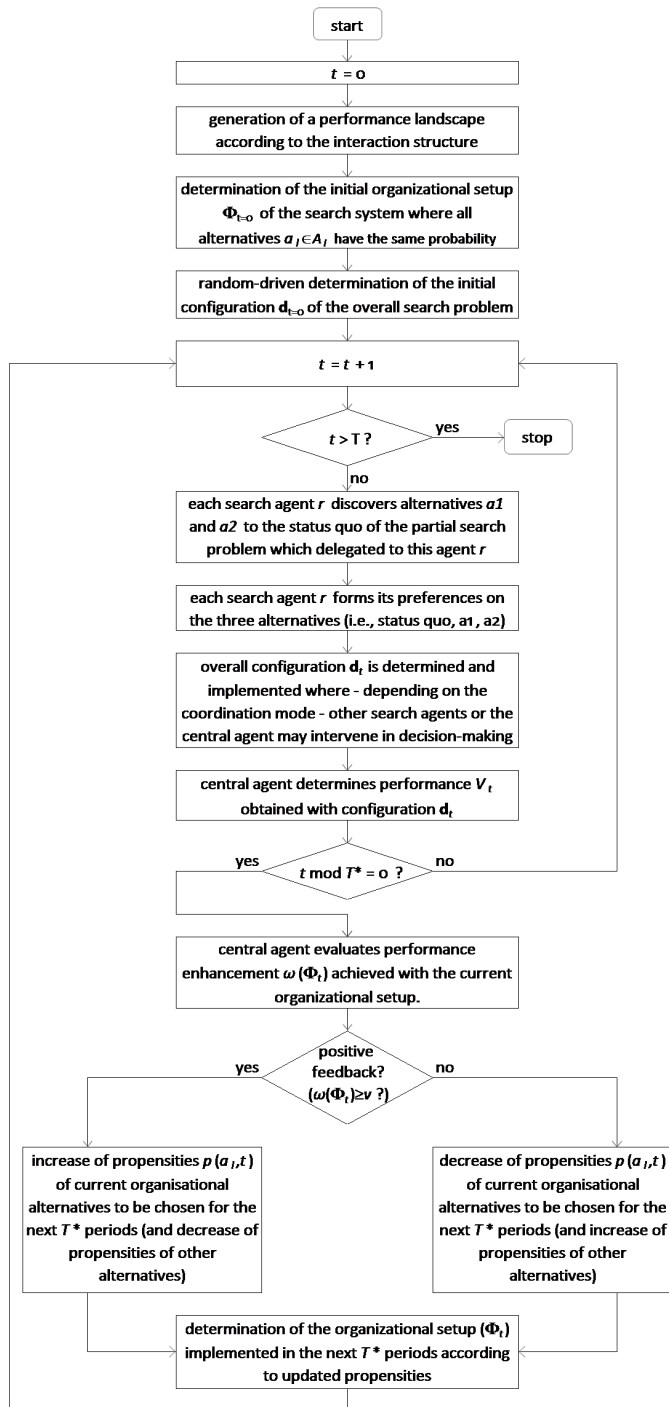 start
t = 0
generation of a performance landscape
according to the interaction structure
determination of the initial organizational setup
Φt=0 of the search system where all
alternatives a l ∈A l have the same probability
random-driven determination of the initial
configuration dt=0 of the overall search problem
t = t + 1
t > T ?
yes
stop
no
each search agent r discovers alternatives a1
and a2 to the status quo of the partial search
problem which delegated to this agent r
each search agent r forms its preferences on
the three alternatives (i.e., status quo, a1 , a2)
overall configuration dt is determined and
implemented where - depending on the
coordination mode - other search agents or the
central agent may intervene in decision-making
central agent determines performance V t
obtained with configuration dt
yes
t mod T* = 0 ?
no
central agent evaluates performance
enhancement ω (Φt) achieved with the current
organizational setup.
yes
positive
feedback?
(ω(Φt)≥v ?)
no
increase of propensities p (a l ,t )
of current organisational
alternatives to be chosen for the
next T * periods (and decrease of
propensities of other
alternatives)
decrease of propensities p (a l ,t )
of current organisational
alternatives to be chosen for the
next T * periods (and increase of
propensities of other
alternatives)
determination of the organizational setup (Φt)
implemented in the next T * periods according
to updated propensities